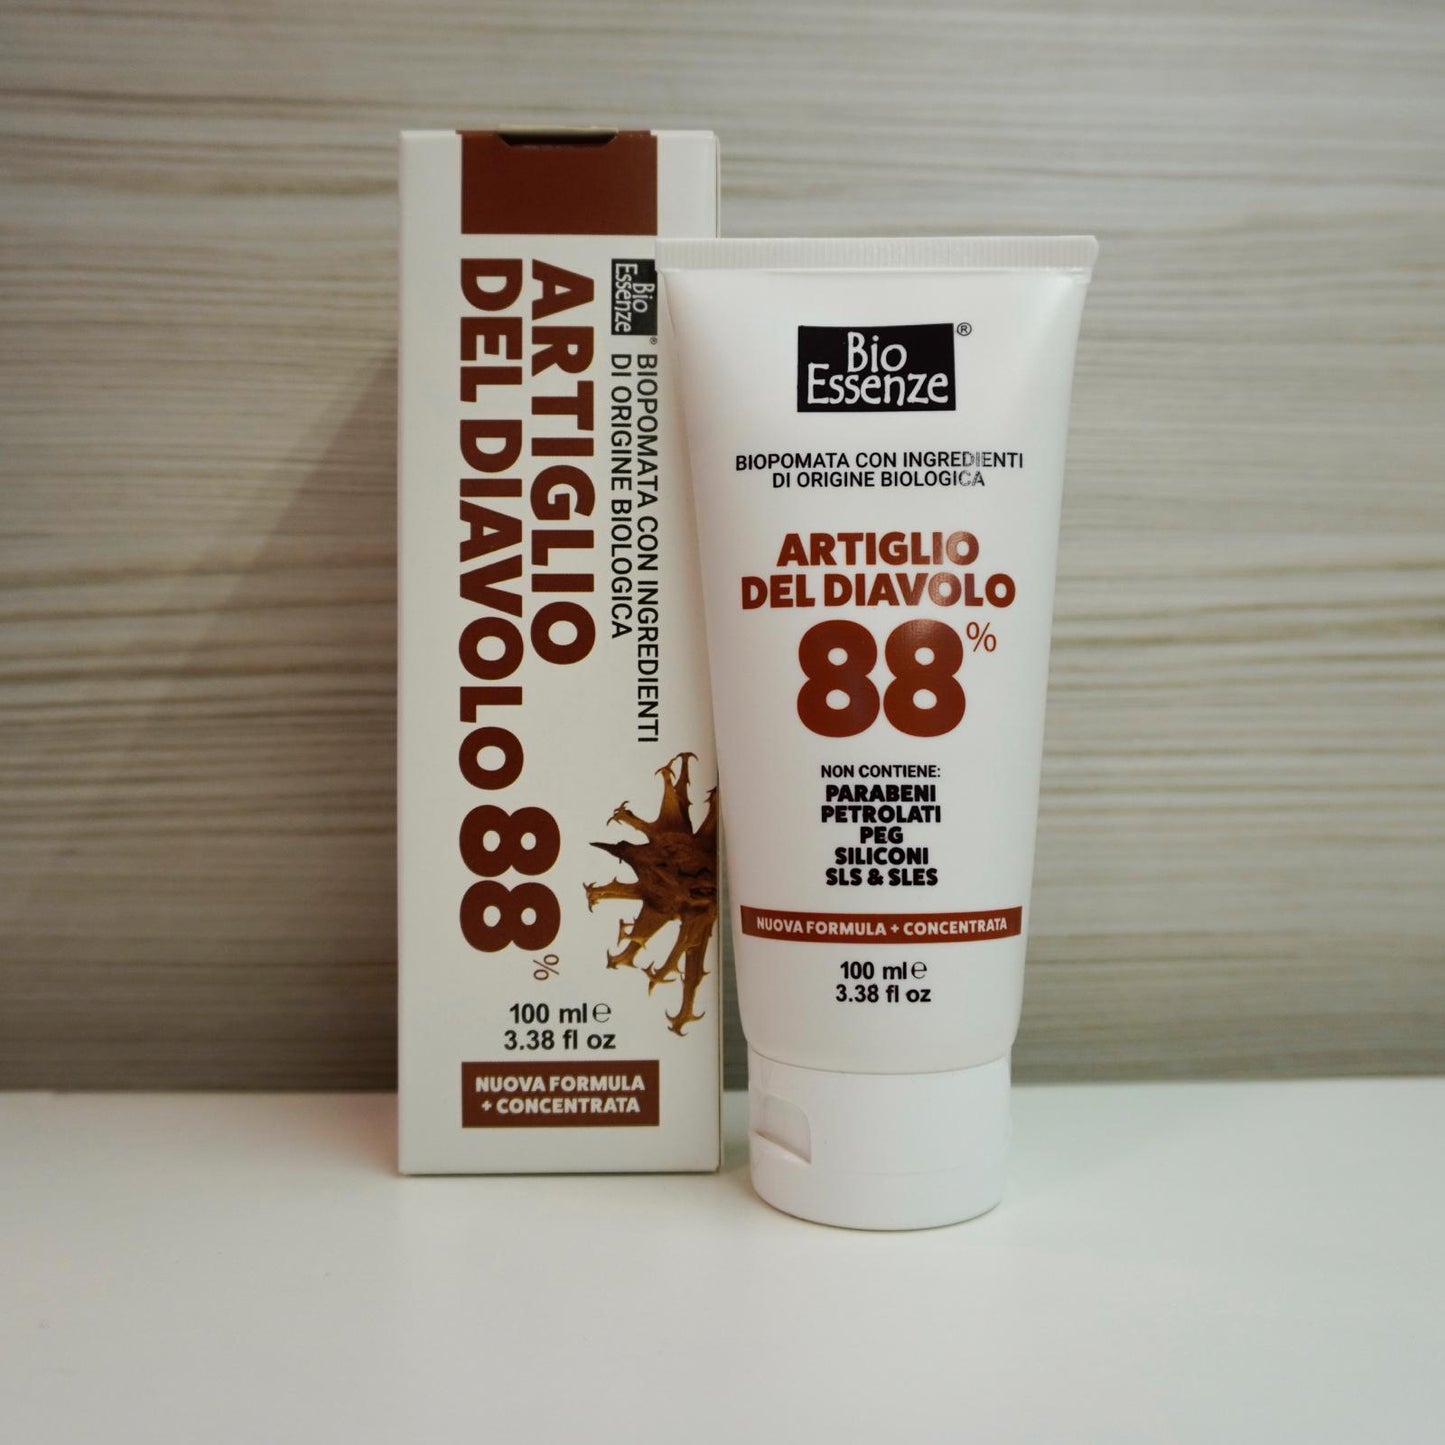 ARTIGLIO
DEL DIAVOLO 88%
Bio
Essenze®
BIOPOMATA CON INGREDIENTI
DI ORIGINE BIOLOGICA
100 ml ℮
3.38 fl oz
NUOVA FORMULA
+ CONCENTRATA
Bio
Essenze®
BIOPOMATA CON INGREDIENTI
DI ORIGINE BIOLOGICA
ARTIGLIO
DEL DIAVOLO
88%
NON CONTIENE:
PARABENI
PETROLATI
PEG
SILICONI
SLS & SLES
NUOVA FORMULA + CONCENTRATA
100 ml ℮
3.38 fl oz